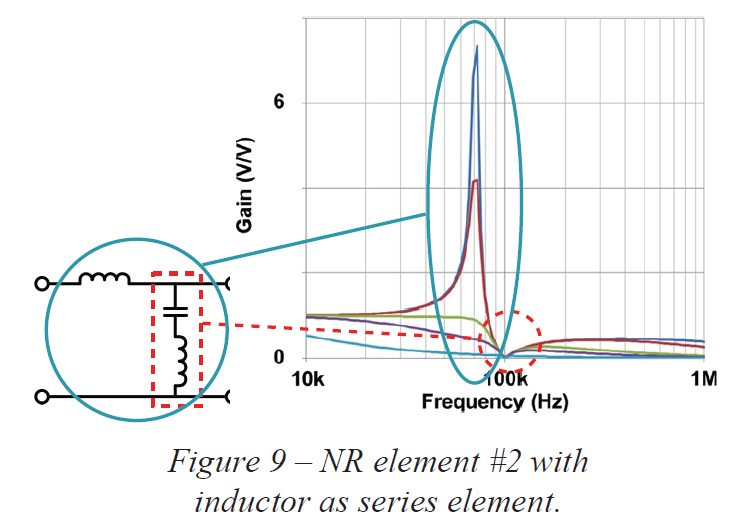 6
Gain (V/V)
0
10k
100k
1M
Frequency (Hz)
Figure 9 – NR element #2 with
inductor as series element.